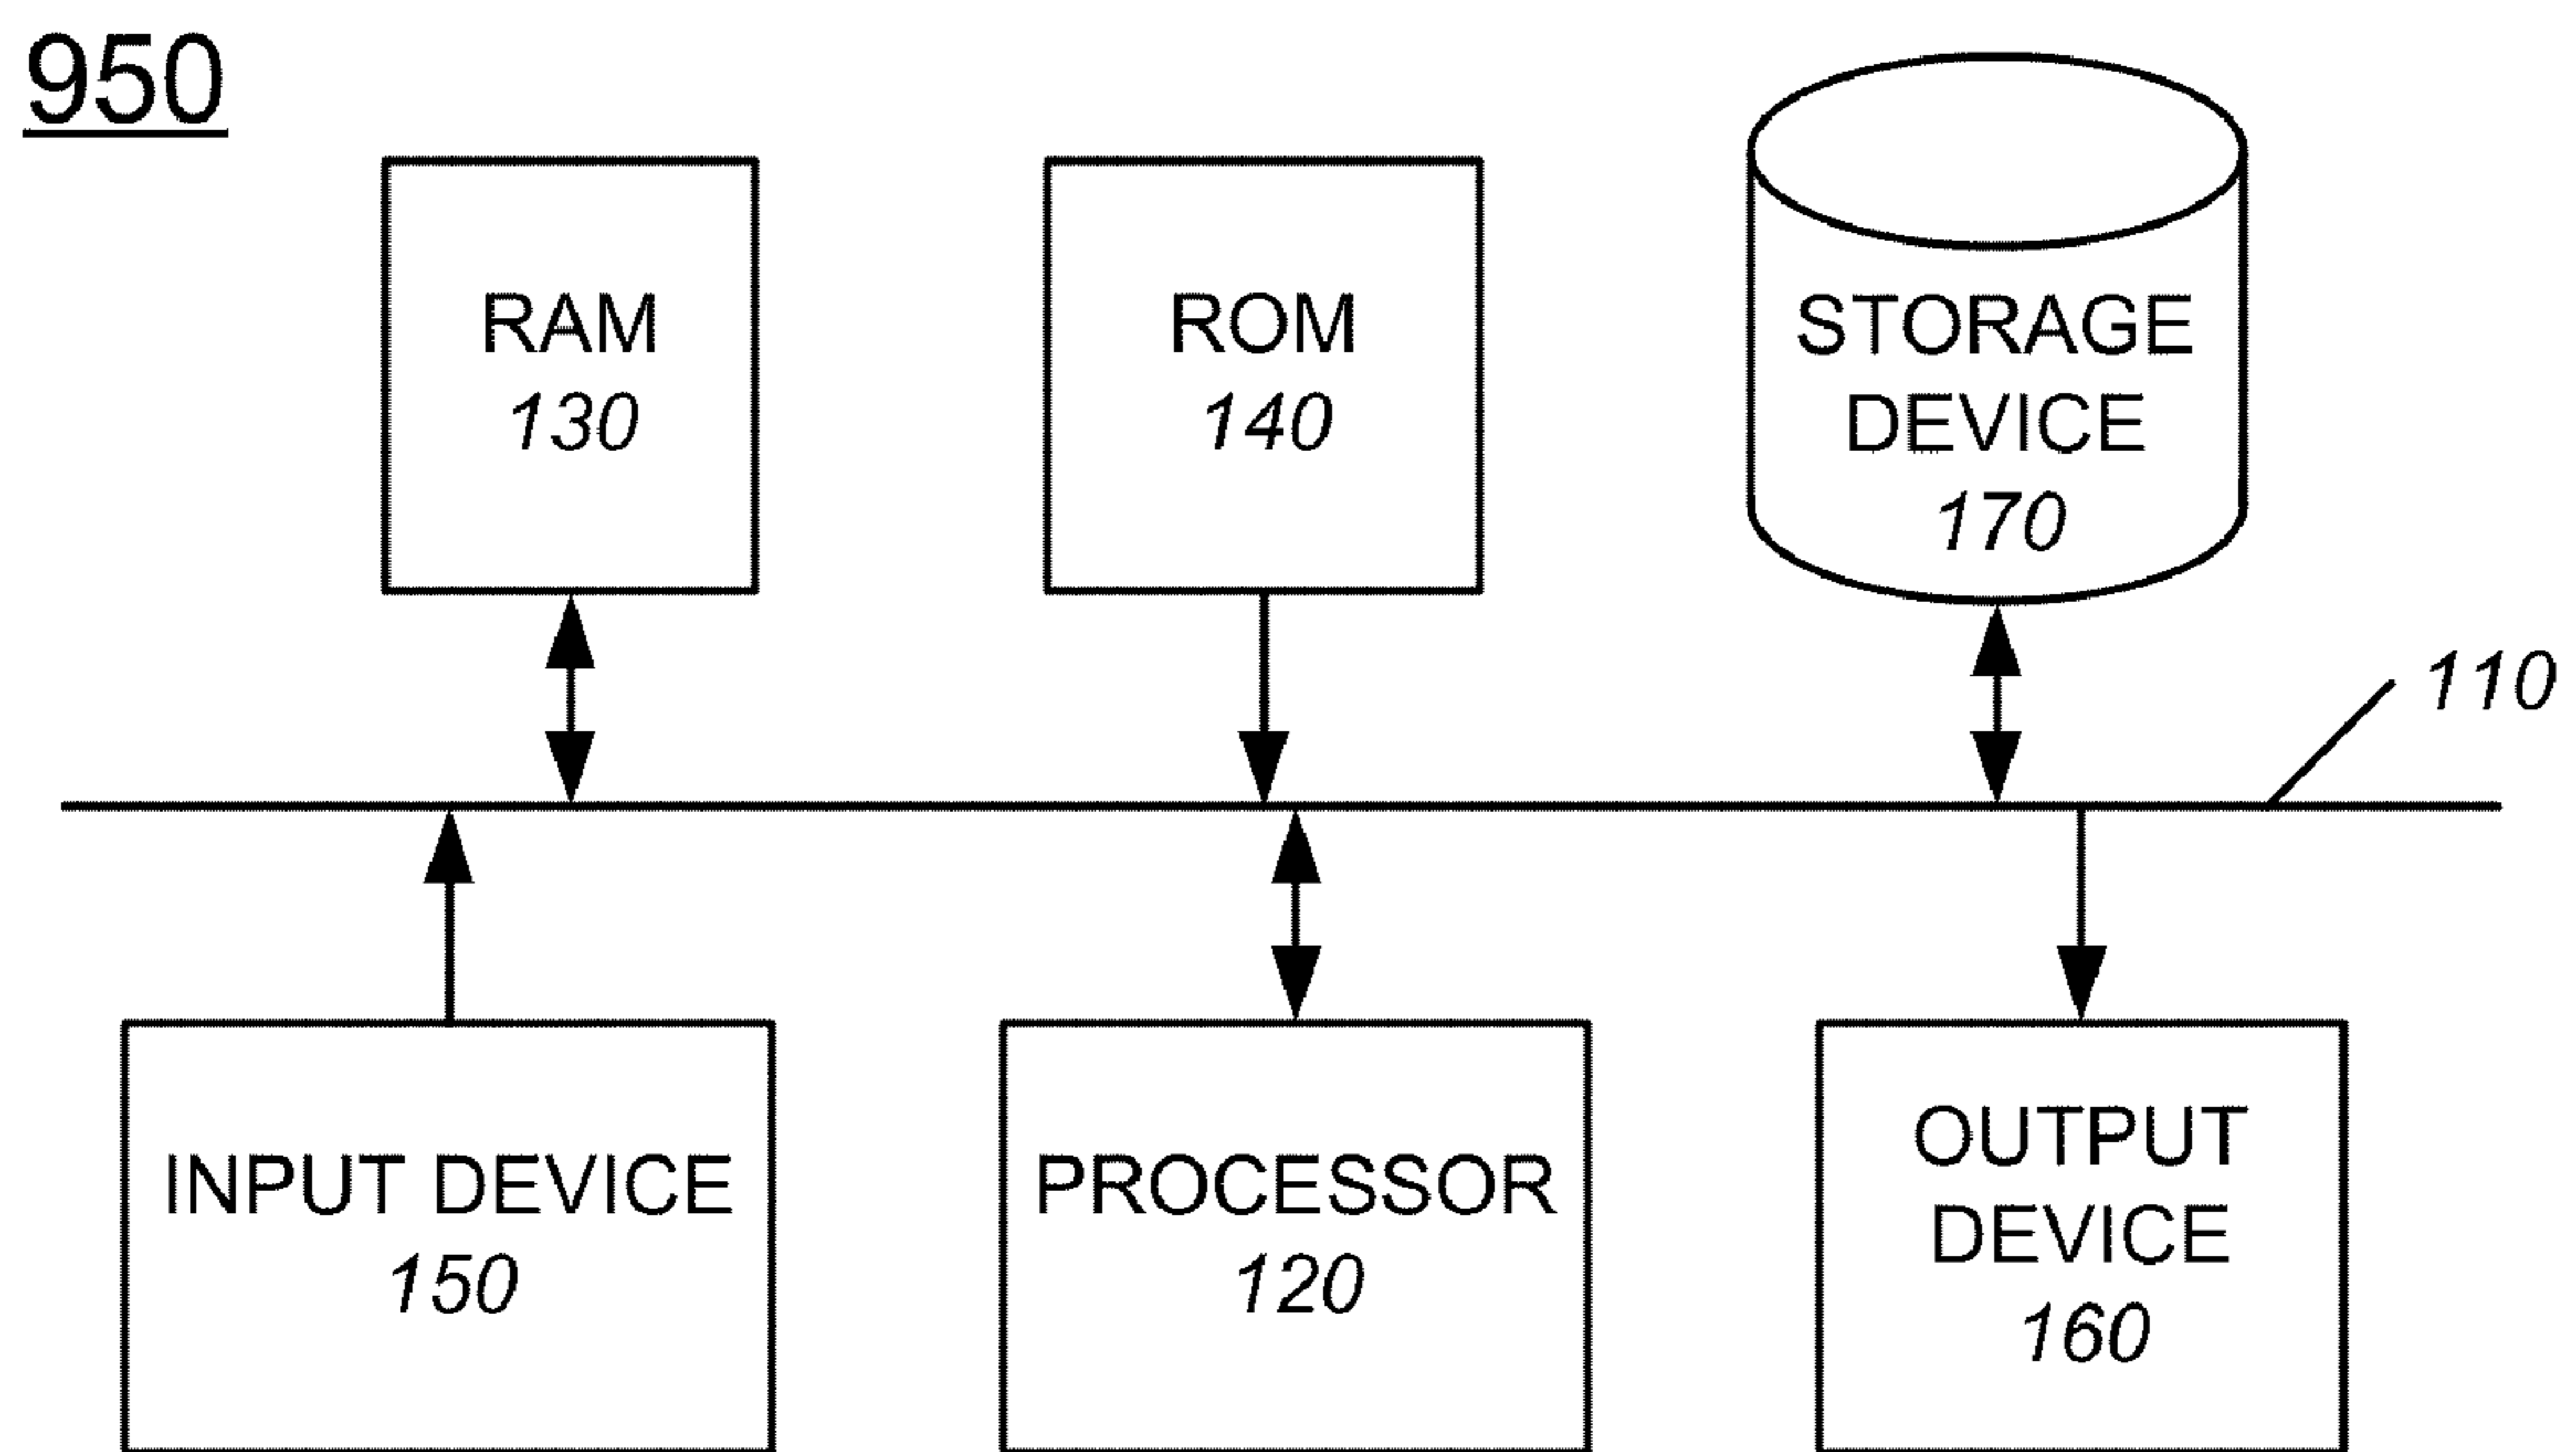 950
RAM
130
ROM
140
STORAGE
DEVICE
170
110
INPUT DEVICE
150
PROCESSOR
120
OUTPUT
DEVICE
160